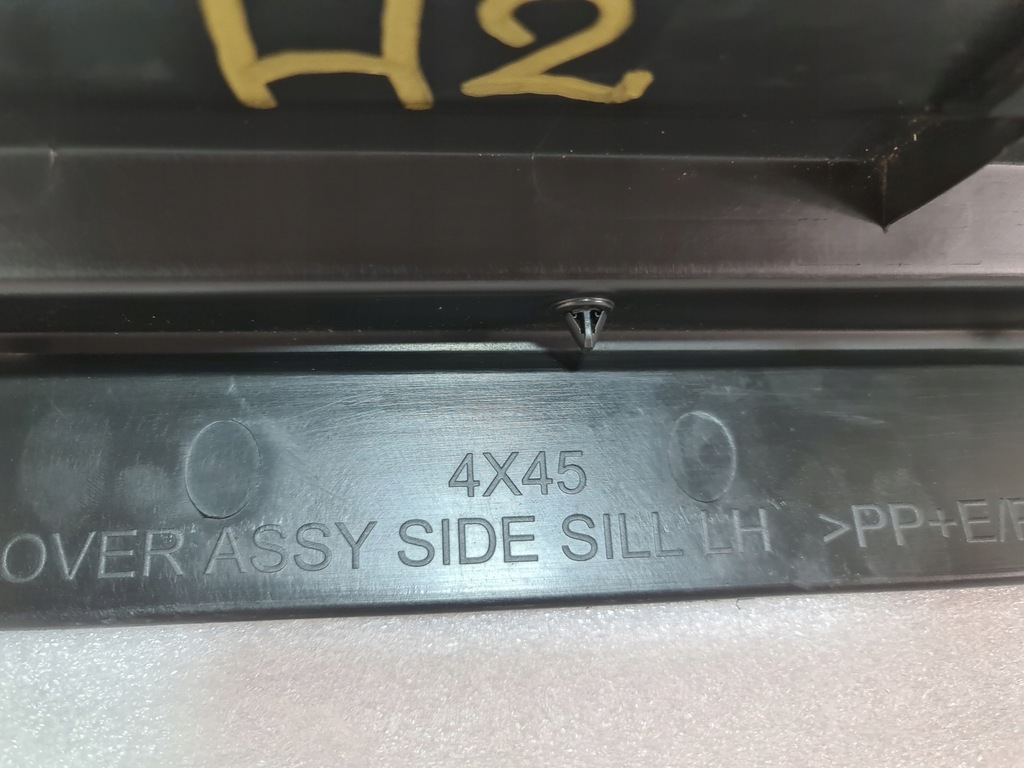 H2
4X45
OVER ASSY SIDE SILL LH >PP+E/